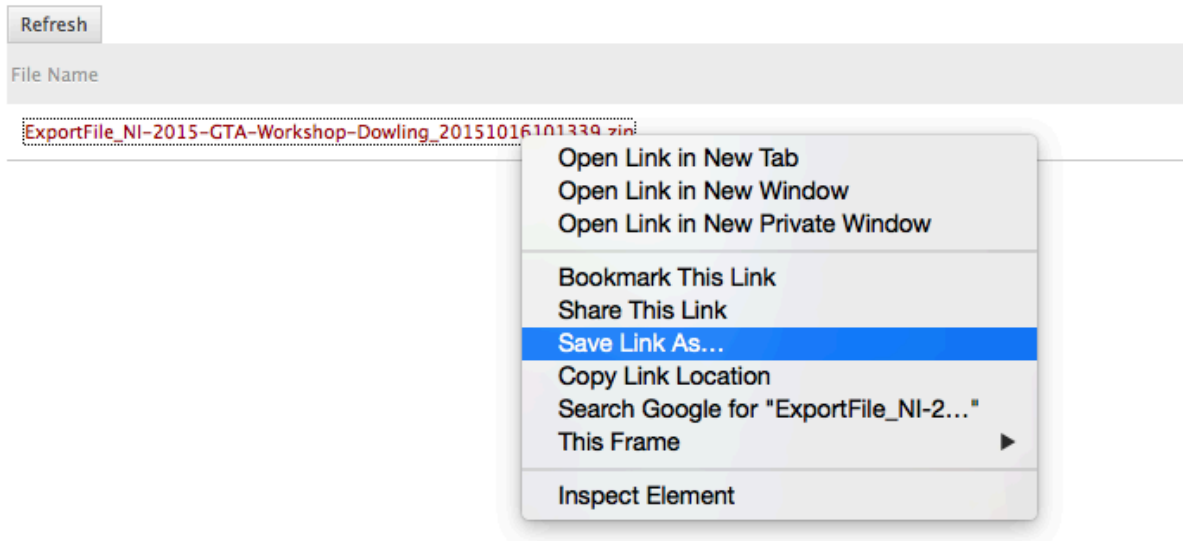 Refresh
File Name
ExportFile_NI-2015-GTA-Workshop-Dowling_20151016101339.zip
Open Link in New Tab
Open Link in New Window
Open Link in New Private Window
Bookmark This Link
Share This Link
Save Link As...
Copy Link Location
Search Google for "ExportFile_NI-2..."
This Frame
Inspect Element